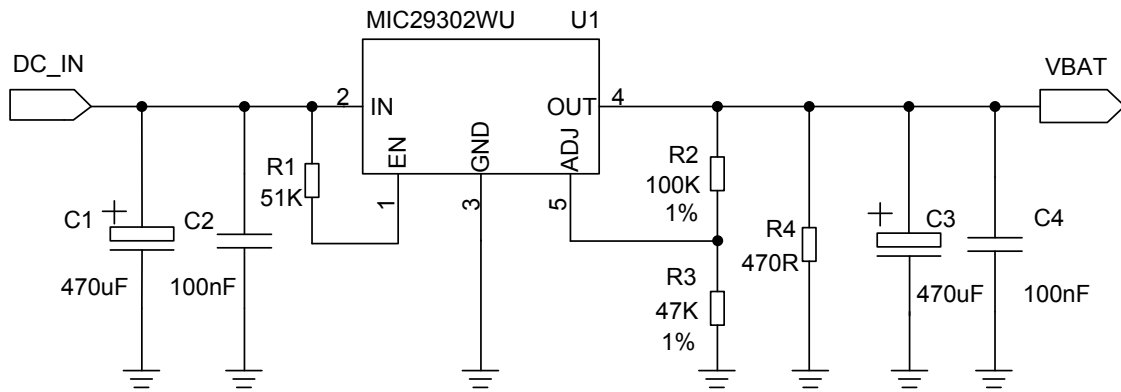 MIC29302WU
U1
DC_IN
VBAT
2
IN
OUT
4
EN
GND
ADJ
1
3
5
R1
51K
R2
100K
1%
C1
+
470uF
C2
100nF
R3
47K
1%
R4
470R
+
C3
470uF
C4
100nF